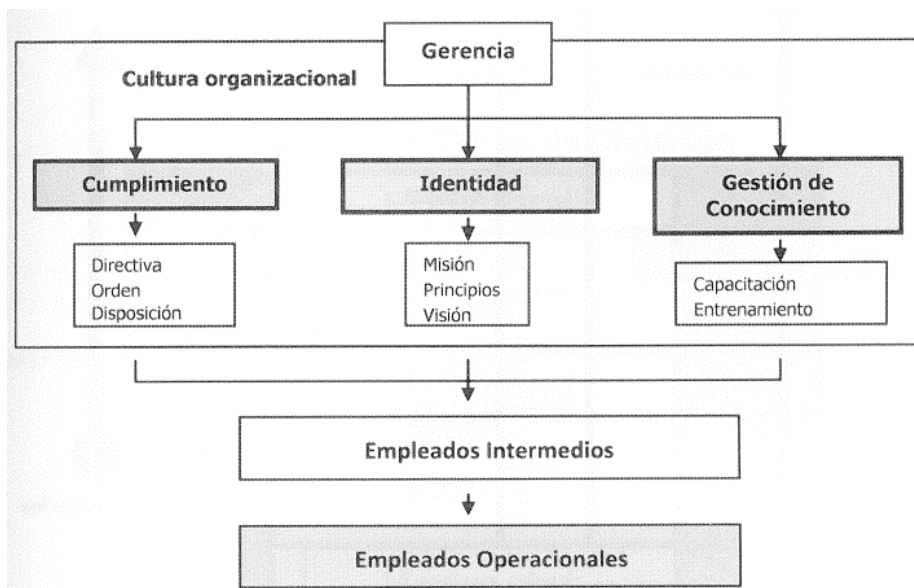 Gerencia
Cultura organizacional
Cumplimiento
Identidad
Gestión de
Conocimiento
Directiva
Orden
Disposición
Misión
Principios
Visión
Capacitación
Entrenamiento
Empleados Intermedios
Empleados Operacionales